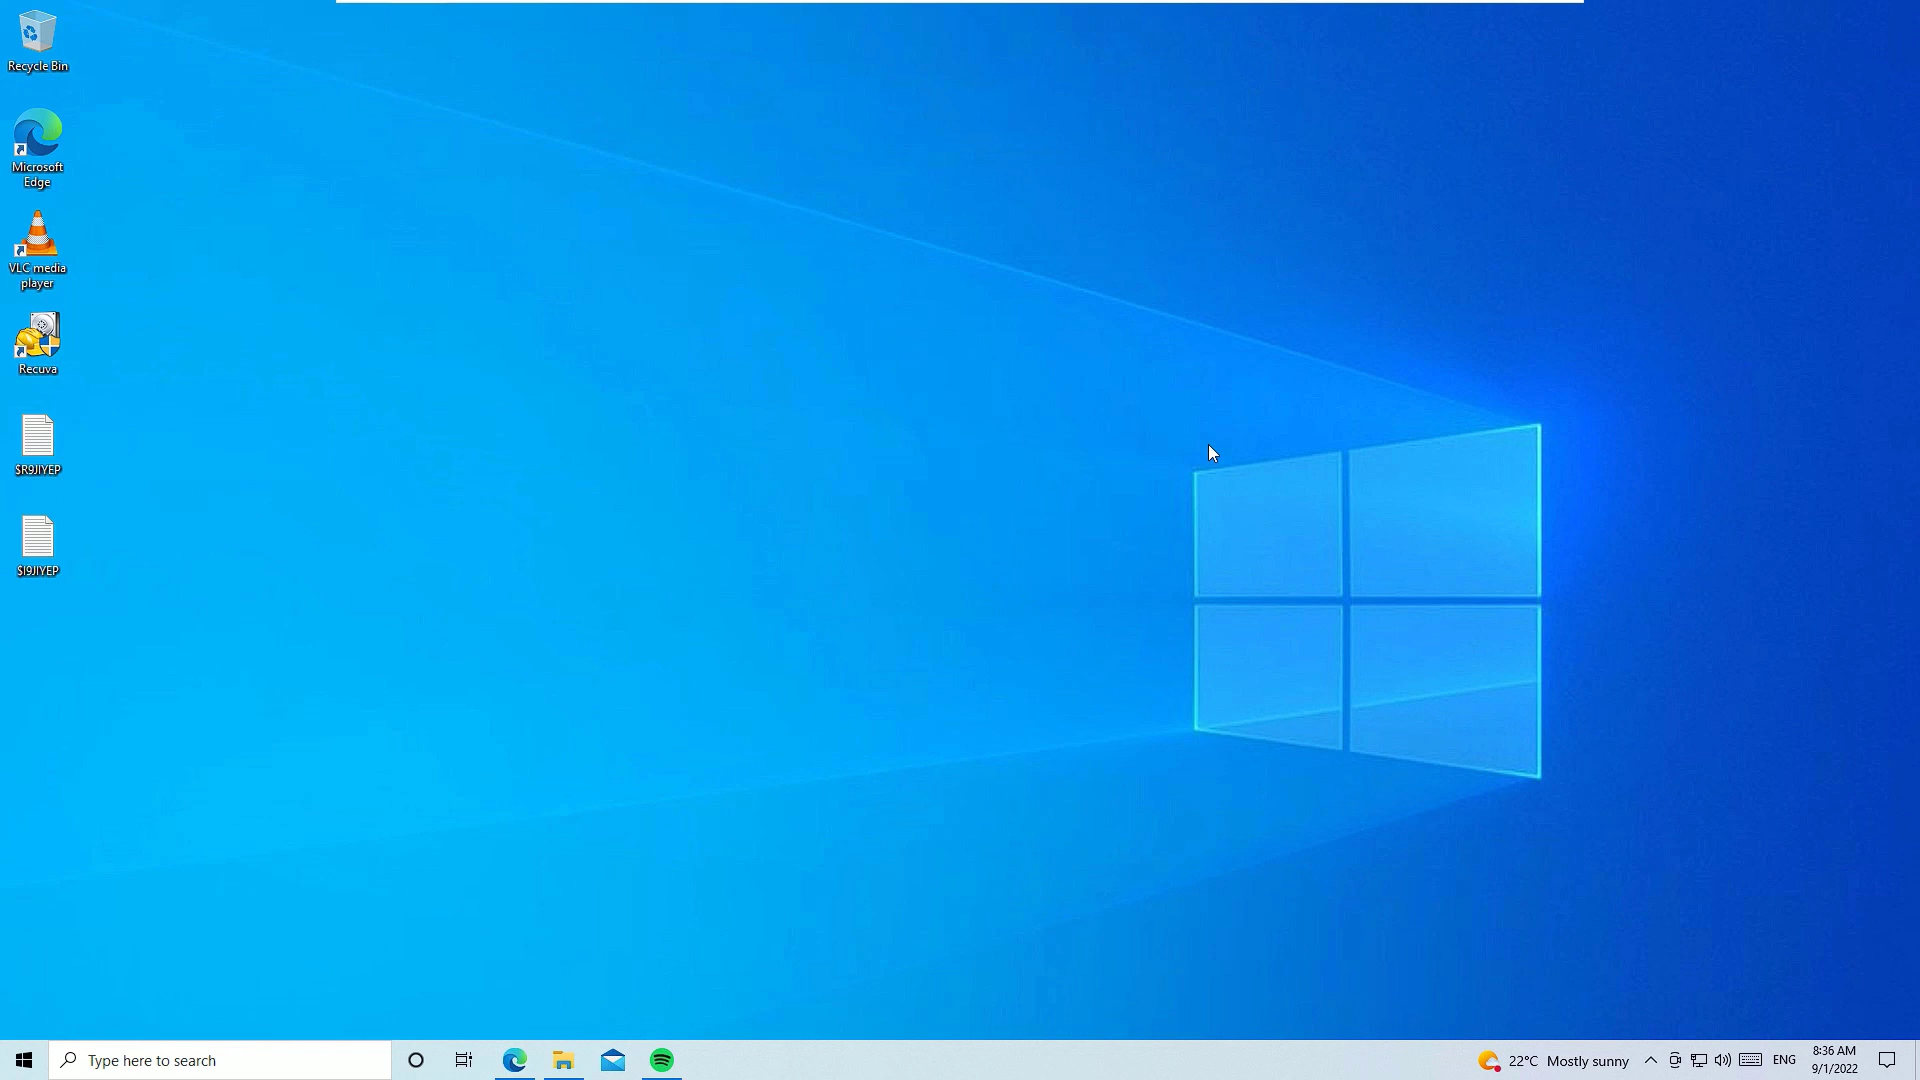 Recycle Bin
Microsoft
Edge
VLC media
player
Recuva
$R9JIYEP
$I9JIYEP
Type here to search
22°C Mostly sunny
ENG
8:36 AM
9/1/2022